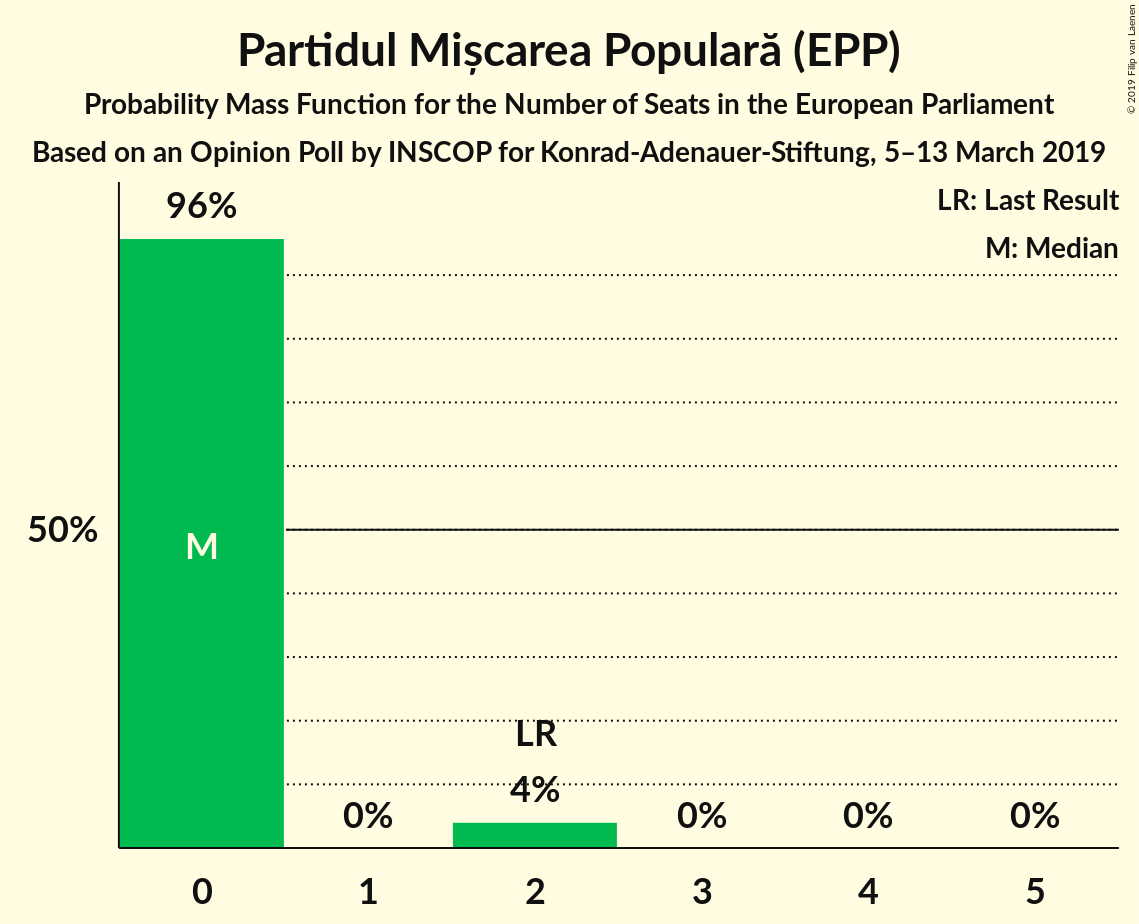 Partidul Mișcarea Populară (EPP)
Probability Mass Function for the Number of Seats in the European Parliament
Based on an Opinion Poll by INSCOP for Konrad-Adenauer-Stiftung, 5–13 March 2019
© 2019 Filip van Laenen
LR: Last Result
M: Median
96%
50%
M
LR
4%
0%
0%
0%
0%
0 1 2 3 4 5